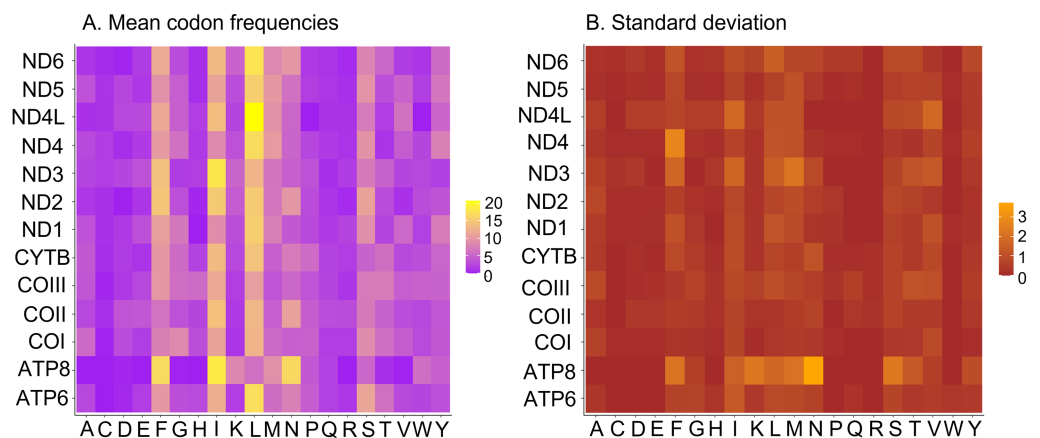 A. Mean codon frequencies
B. Standard deviation
ND6
ND5
ND4L
ND4
ND3
ND2
ND1
CYTB
COIII
COII
COI
ATP8
ATP6
A C D E F G H I K L M N P Q R S T V W Y
20
15
10
5
0
ND6
ND5
ND4L
ND4
ND3
ND2
ND1
CYTB
COIII
COII
COI
ATP8
ATP6
A C D E F G H I K L M N P Q R S T V W Y
3
2
1
0